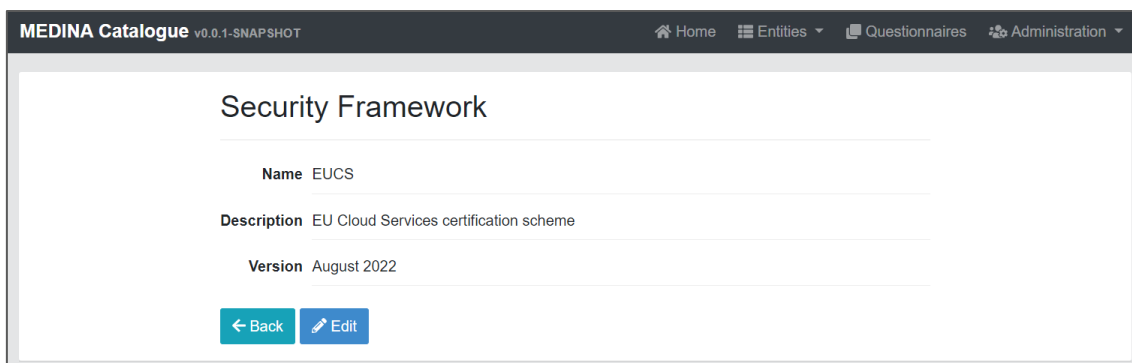 MEDINA Catalogue v0.0.1-SNAPSHOT Home Entities Questionnaires Administration
Security Framework
Name EUCS
Description EU Cloud Services certification scheme
Version August 2022
Back Edit